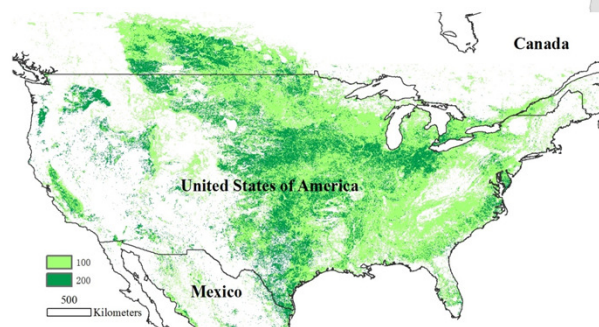 Canada
United States of America
100
200
500
Kilometers
Mexico